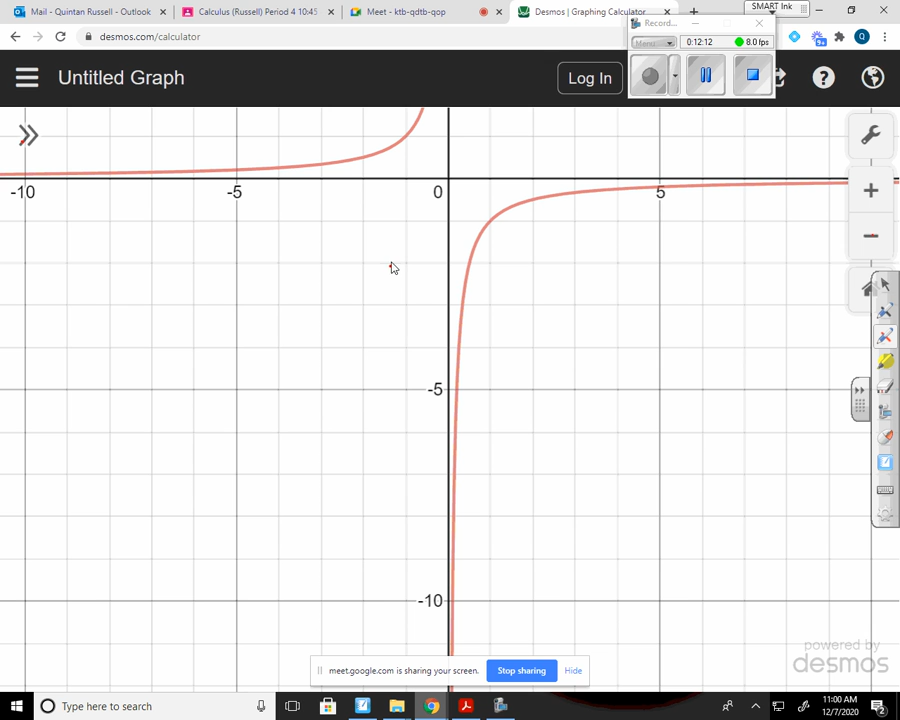 Mail - Quintan Russell - Outlook
Calculus (Russell) Period 4 10:45
Meet - ktb-qdtb-qop
Desmos | Graphing Calculator
SMART Ink
desmos.com/calculator
Record...
Menu
0:12:12
8.0 fps
Q
Untitled Graph
Log In
-10
-5
0
5
-5
-10
powered by
desmos
meet.google.com is sharing your screen.
Stop sharing
Hide
Type here to search
11:00 AM
12/7/2020
2